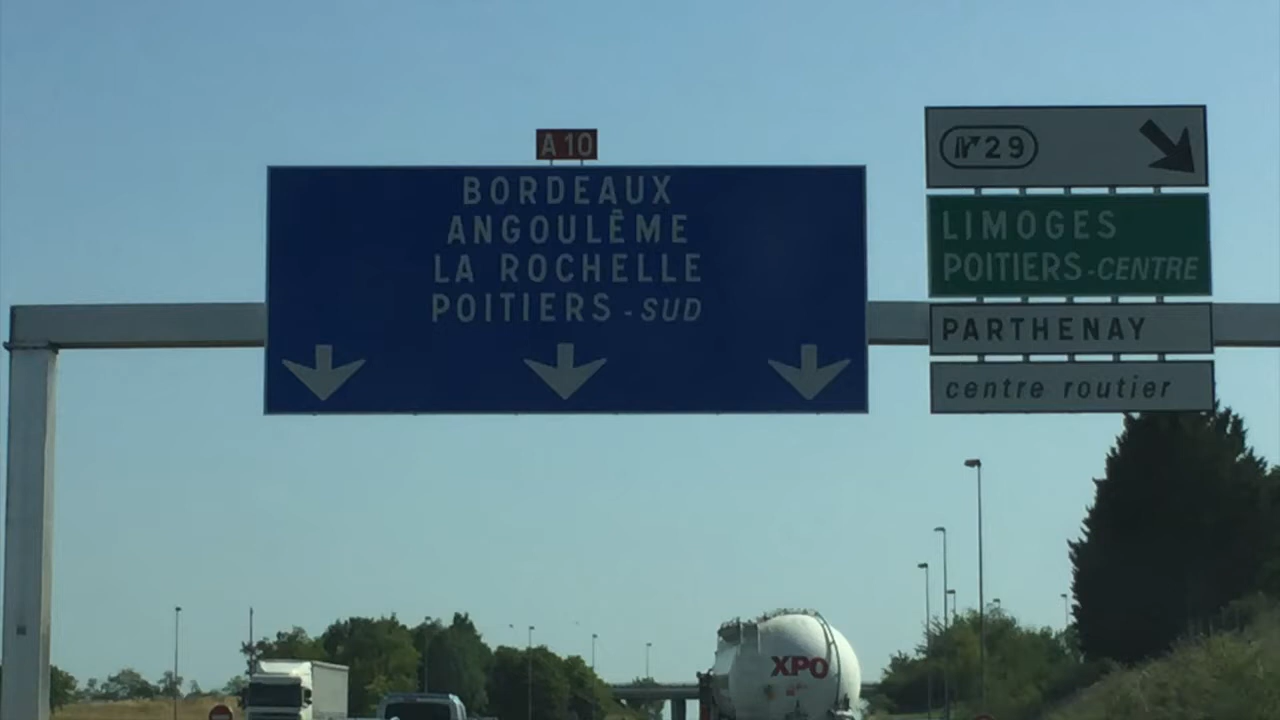 A 10
BORDEAUX
ANGOULÊME
LA ROCHELLE
POITIERS - SUD
29
LIMOGES
POITIERS - CENTRE
PARTHENAY
centre routier
XPO